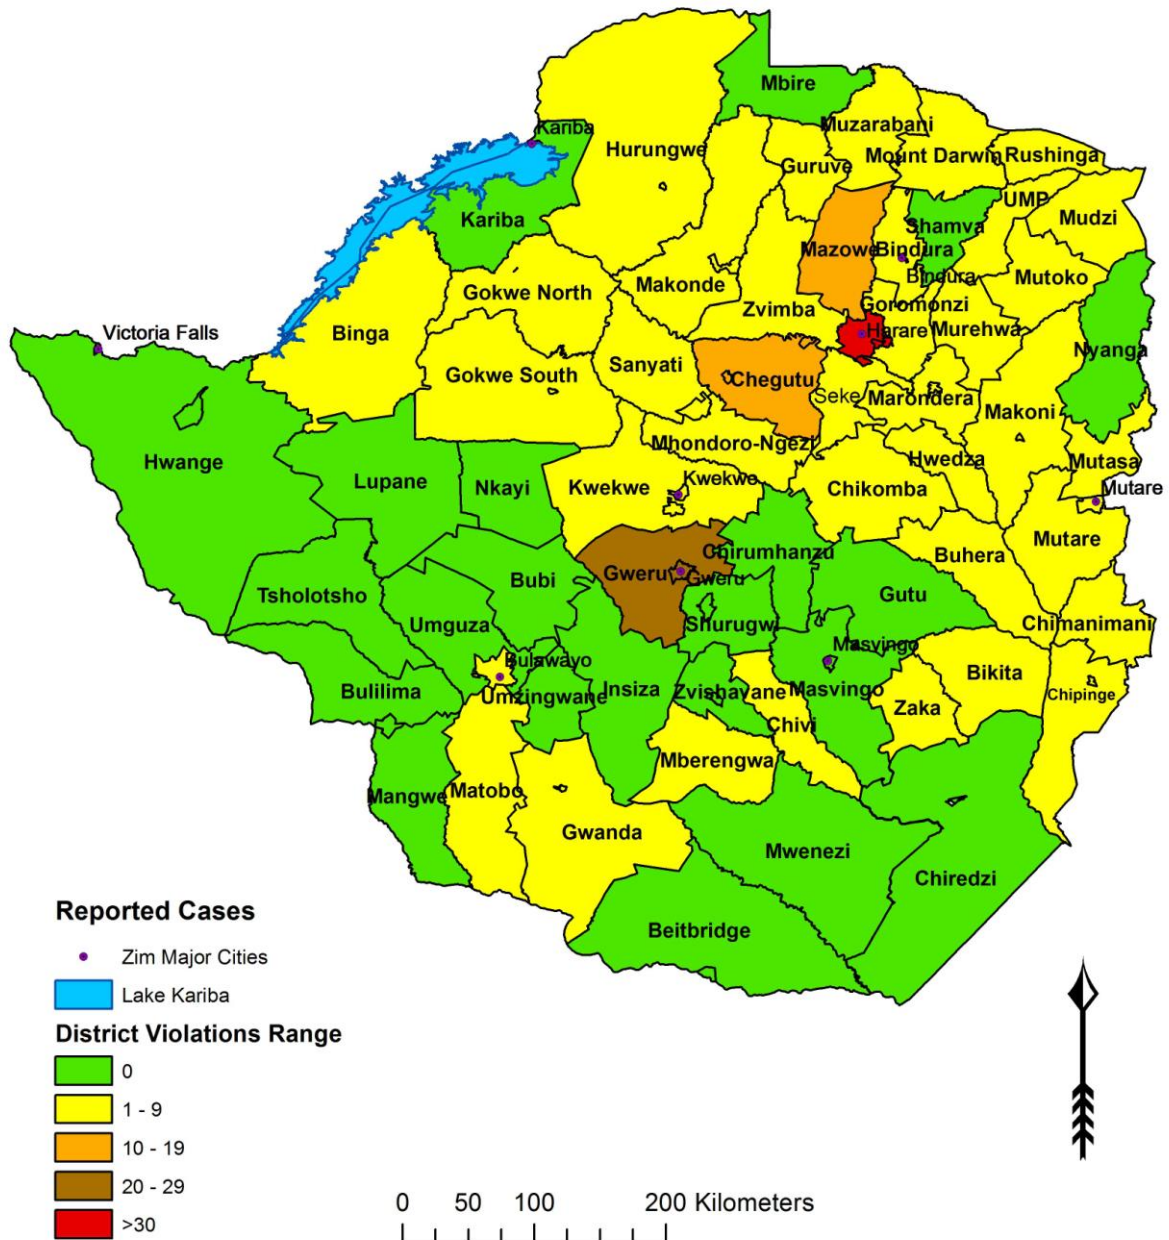 Mbire
Kariba
Muzarabani
Hurungwe
Guruve
Mount Darwin
Rushinga
UMP
Kariba
Shamva
Mudzi
Mazowe
Bindura
Bindura
Mutoko
Gokwe North
Makonde
Zvimba
Goromonzi
Victoria Falls
Binga
Harare
Murehwa
Nyanga
Gokwe South
Sanyati
Chegutu
Seke
Marondera
Makoni
Mhondoro-Ngezi
Hwange
Hwedza
Mutasa
Lupane
Nkayi
Kwekwe
Kwekwe
Chikomba
Mutare
Mutare
Chirumhanzu
Buhera
Gweru
Gweru
Bubi
Tsholotsho
Gutu
Umguza
Shurugwi
Chimanimani
Masvingo
Bulawayo
Bikita
Bulilima
Umzingwane
Insiza
Zvishavane
Masvingo
Chipinge
Zaka
Chivi
Mberengwa
Mangwe
Matobo
Gwanda
Mwenezi
Chiredzi
Beitbridge
Reported Cases
Zim Major Cities
Lake Kariba
District Violations Range
0
1 - 9
10 - 19
20 - 29
>30
0 50 100 200 Kilometers